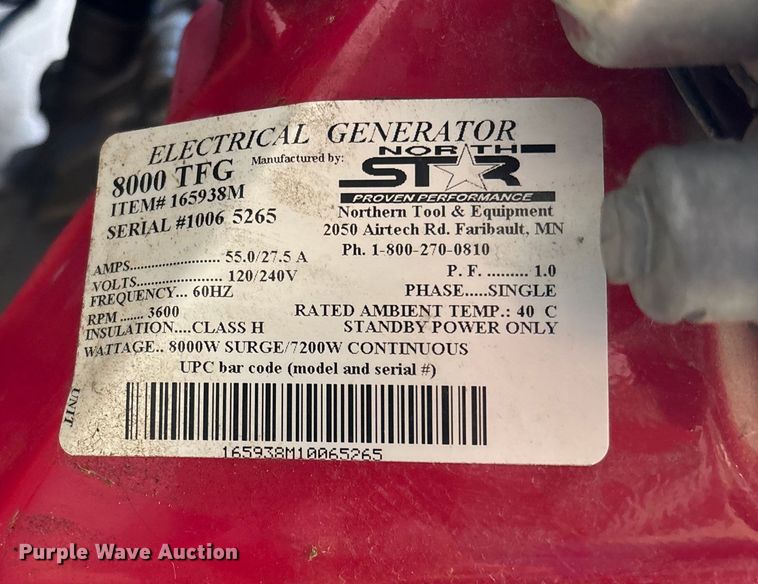 ELECTRICAL GENERATOR
8000 TFG
Manufactured by:
NORTH
STAR
PROVEN PERFORMANCE
ITEM# 165938M
SERIAL #1006 5265
Northern Tool & Equipment
2050 Airtech Rd. Faribault, MN
Ph. 1-800-270-0810
AMPS...................... 55.0/27.5 A
VOLTS..................... 120/240V
FREQUENCY.... 60HZ
RPM ....... 3600
INSULATION....CLASS H
P. F. ......... 1.0
PHASE.....SINGLE
RATED AMBIENT TEMP.: 40 C
STANDBY POWER ONLY
WATTAGE.. 8000W SURGE/7200W CONTINUOUS
UPC bar code (model and serial #)
UNIT
165938M10065265
Purple Wave Auction